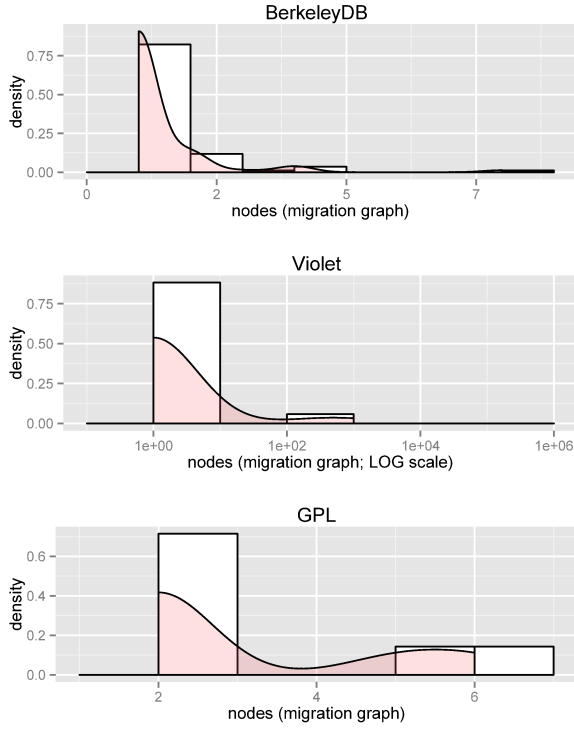 BerkeleyDB
density
0.75
0.50
0.25
0.00
0 2 5 7
nodes (migration graph)
Violet
density
0.75
0.50
0.25
0.00
1e+00 1e+02 1e+04 1e+06
nodes (migration graph; LOG scale)
GPL
density
0.6
0.4
0.2
0.0
2 4 6
nodes (migration graph)